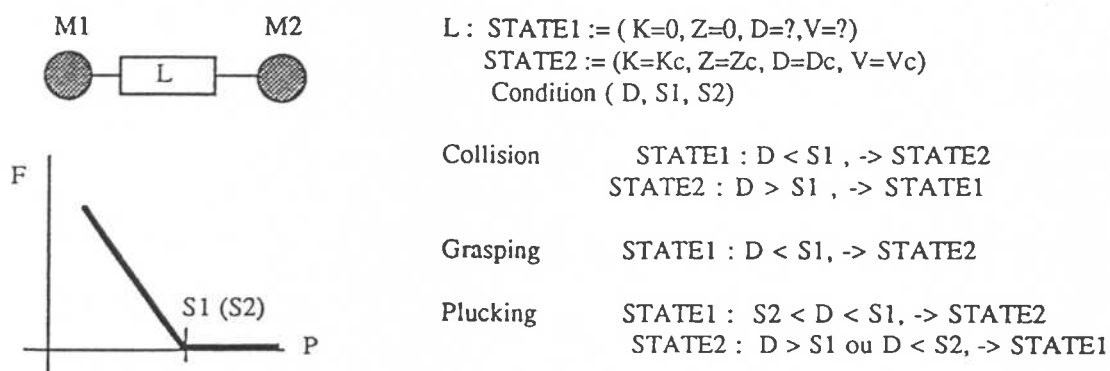 M1 M2
L
F
S1 (S2)
P
L : STATE1 := ( K=0, Z=0, D=?,V=?)
STATE2 := (K=Kc, Z=Zc, D=Dc, V=Vc)
Condition ( D, S1, S2)
Collision STATE1 : D < S1 , -> STATE2
STATE2 : D > S1 , -> STATE1
Grasping STATE1 : D < S1, -> STATE2
Plucking STATE1 : S2 < D < S1, -> STATE2
STATE2 : D > S1 ou D < S2, -> STATE1